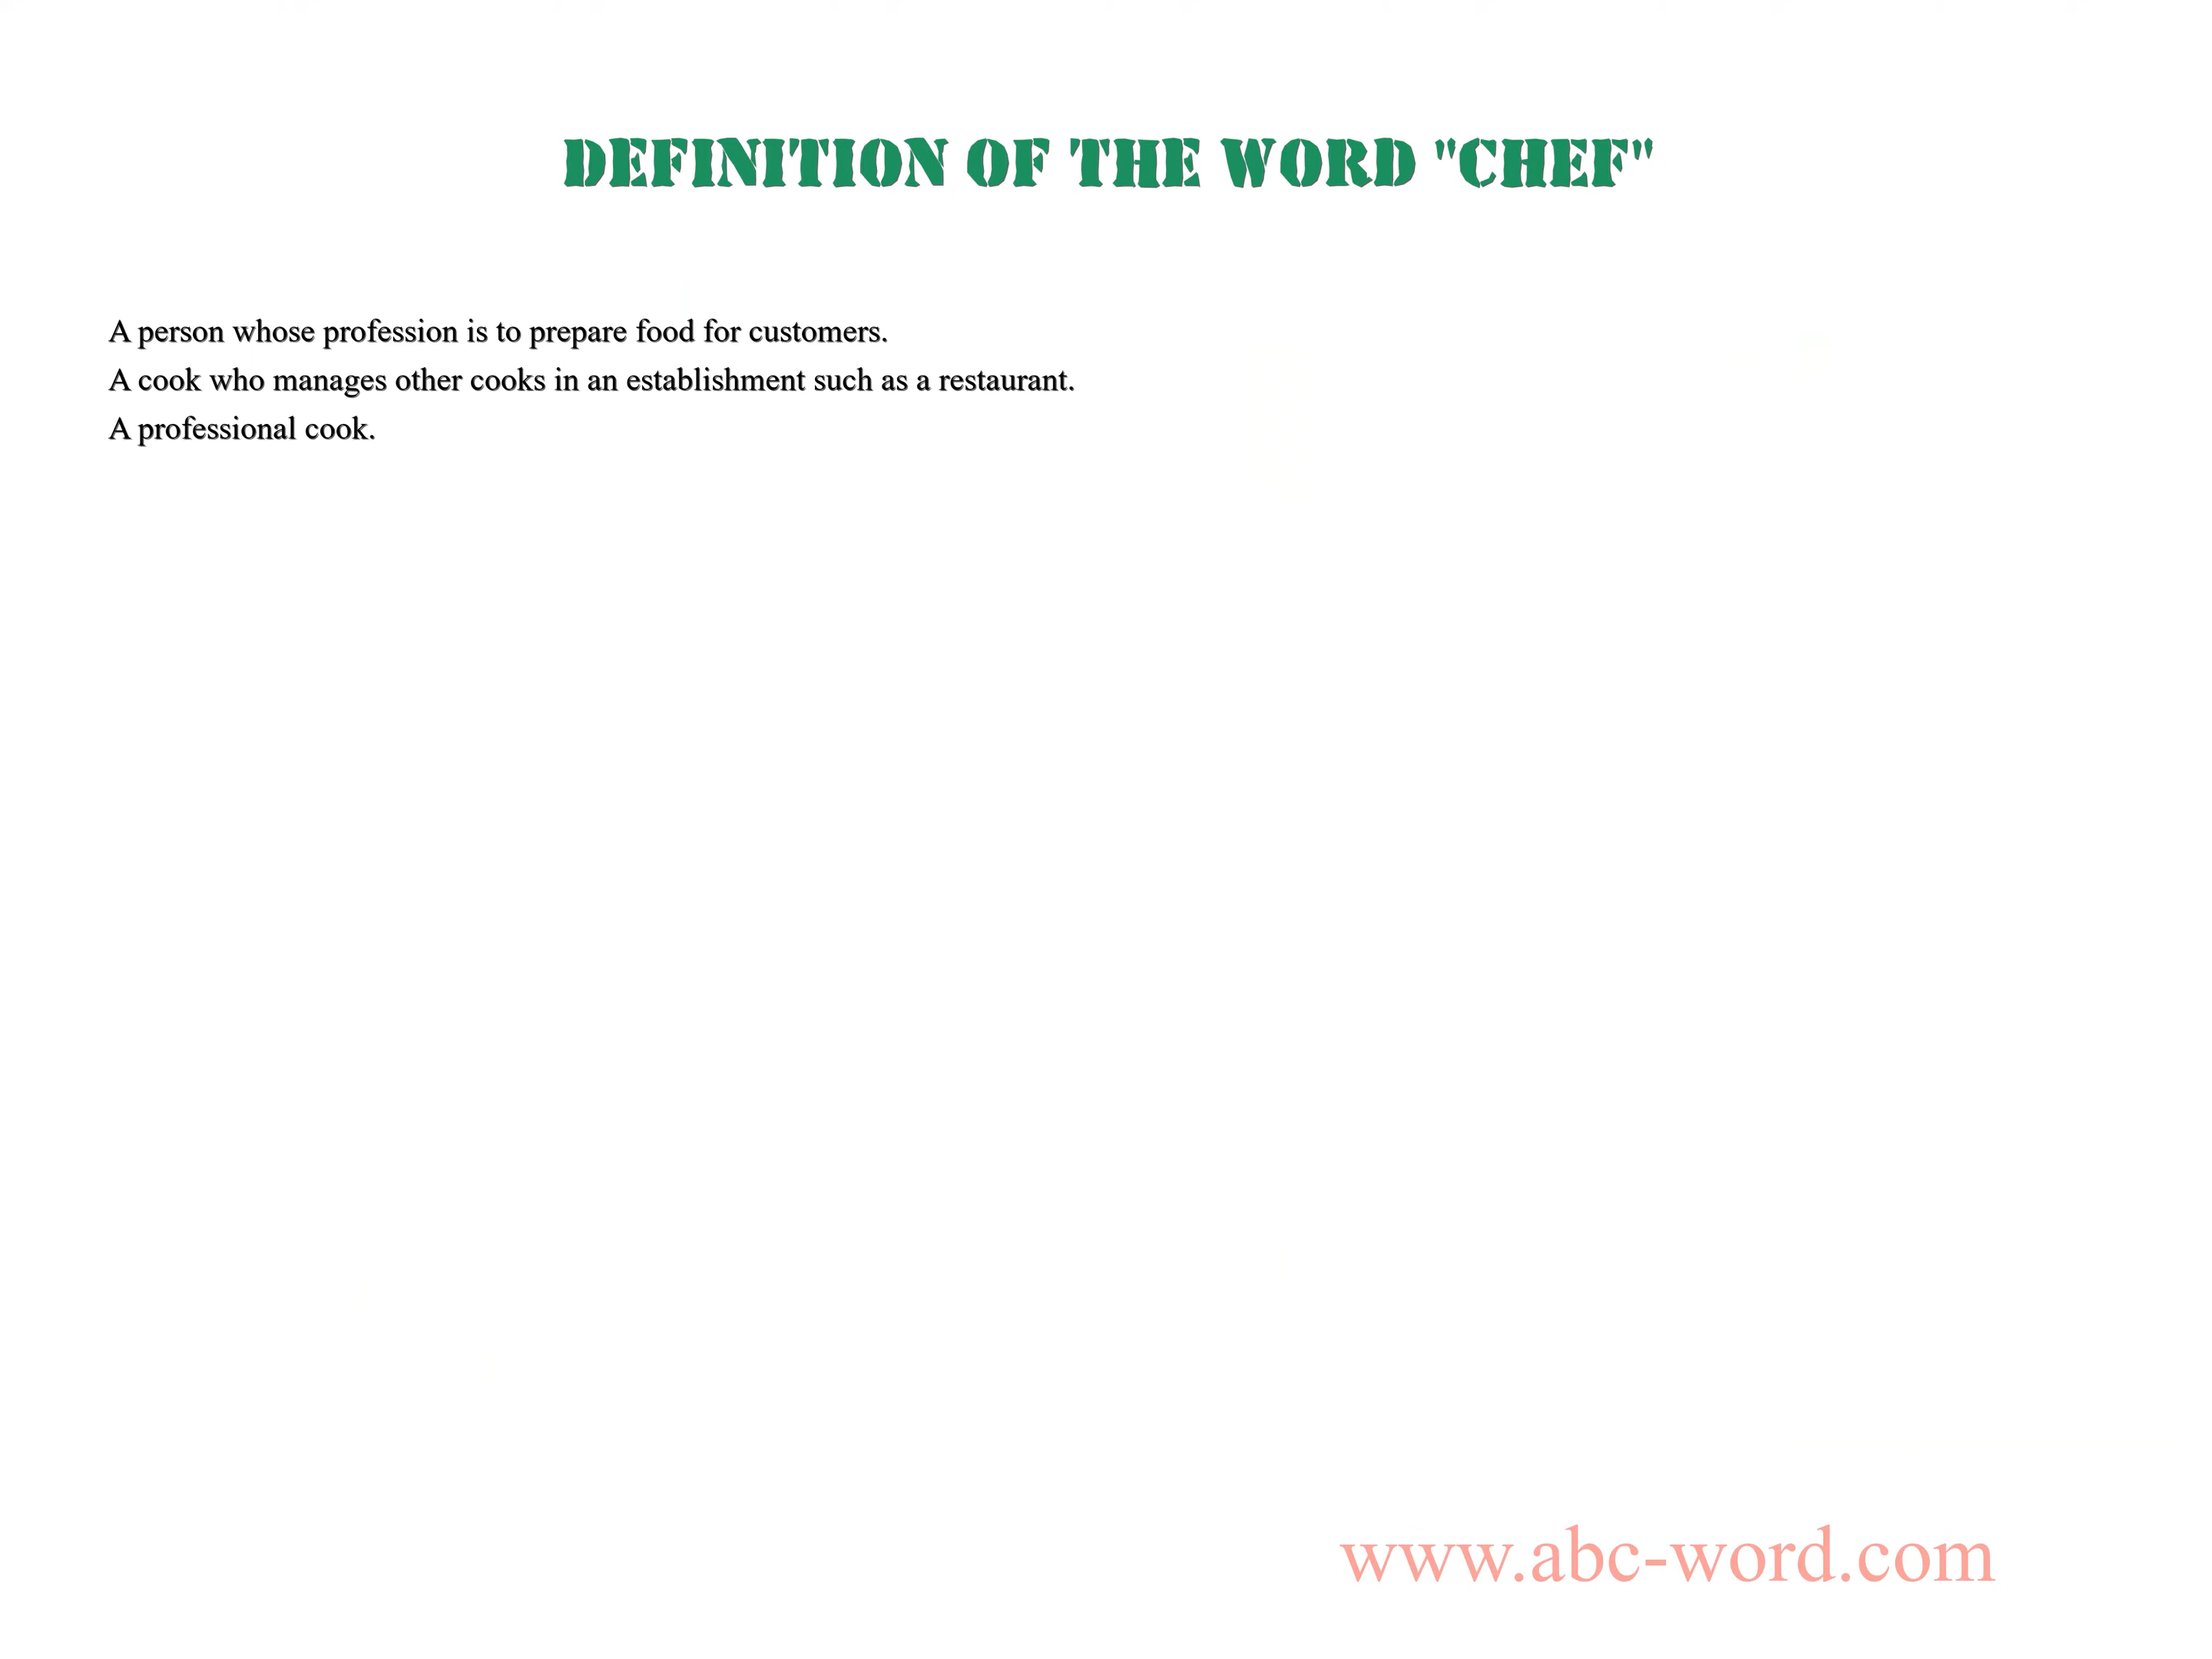 DEFINITION OF THE WORD "CHEF"
A person whose profession is to prepare food for customers.
A cook who manages other cooks in an establishment such as a restaurant.
A professional cook.
www.abc-word.com